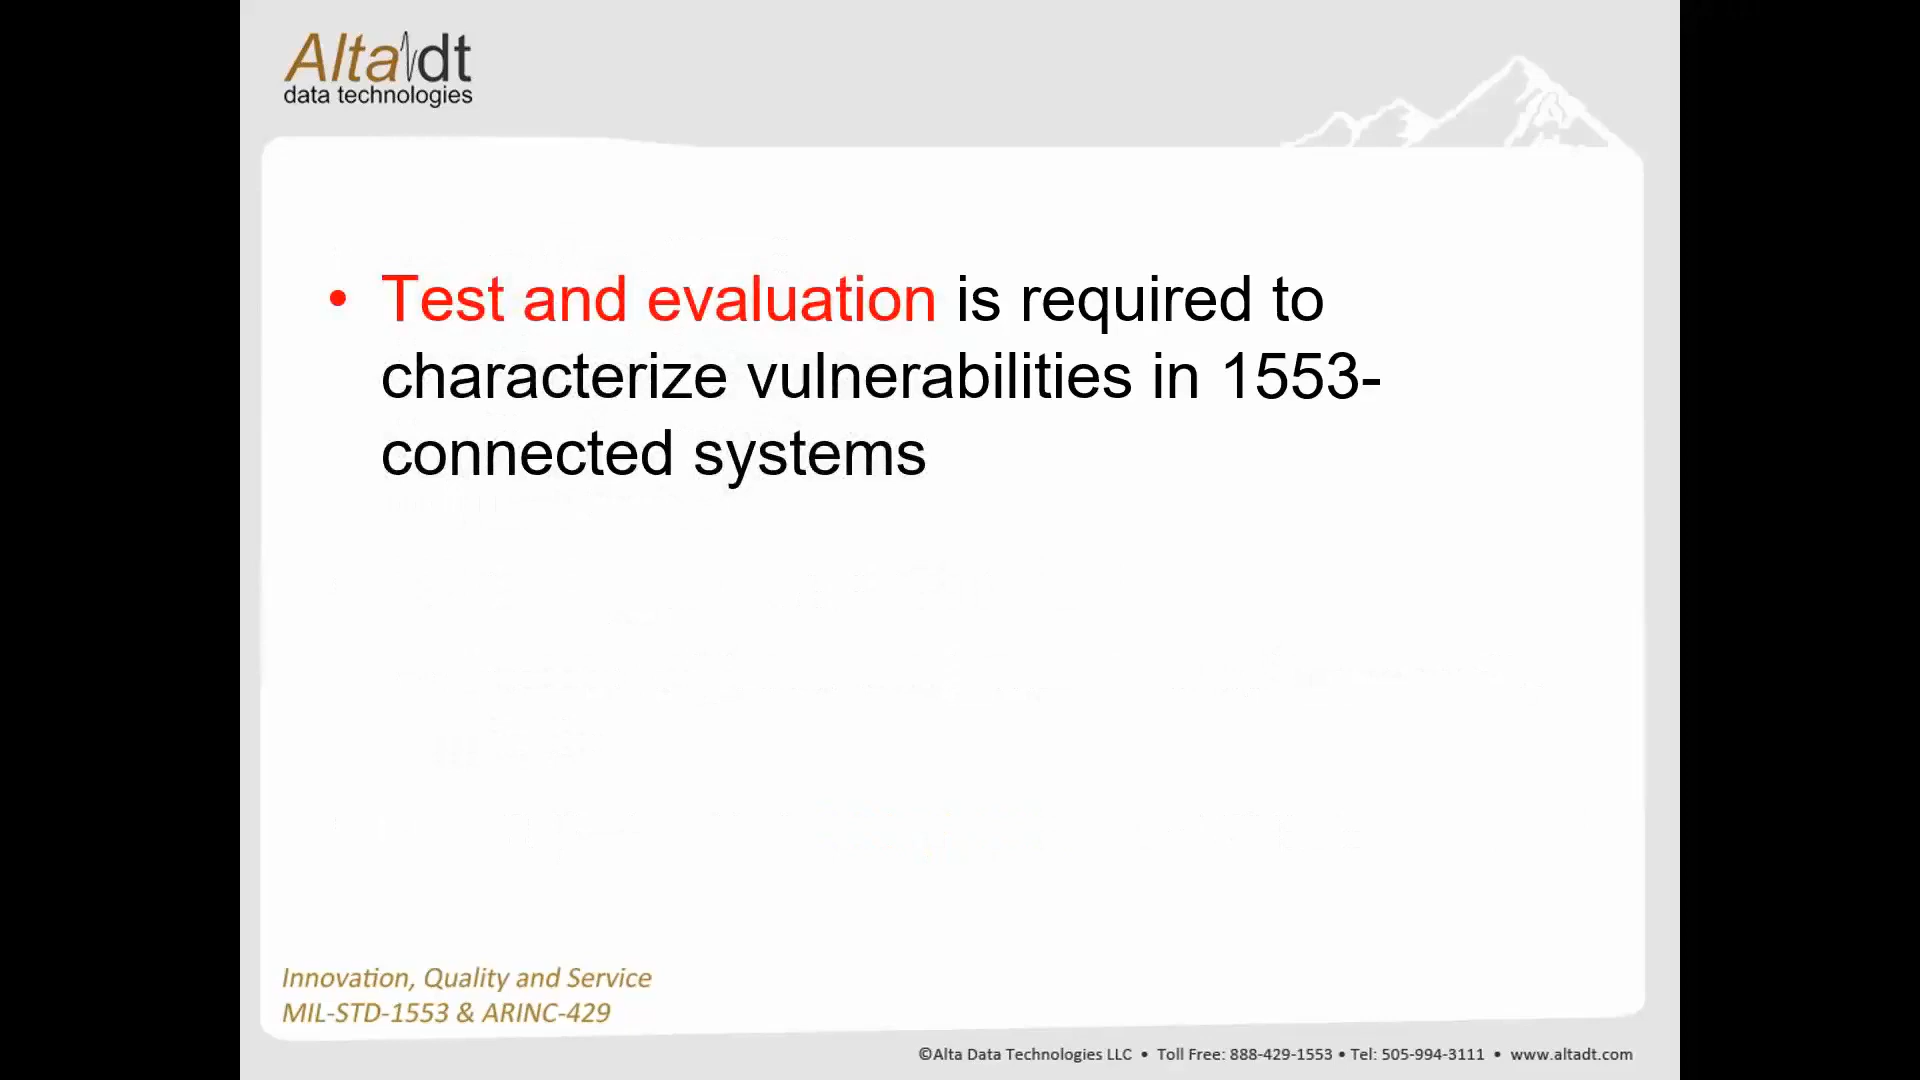 Alta dt
data technologies
• Test and evaluation is required to
characterize vulnerabilities in 1553-
connected systems
Innovation, Quality and Service
MIL-STD-1553 & ARINC-429
©Alta Data Technologies LLC • Toll Free: 888-429-1553 • Tel: 505-994-3111 • www.altadt.com